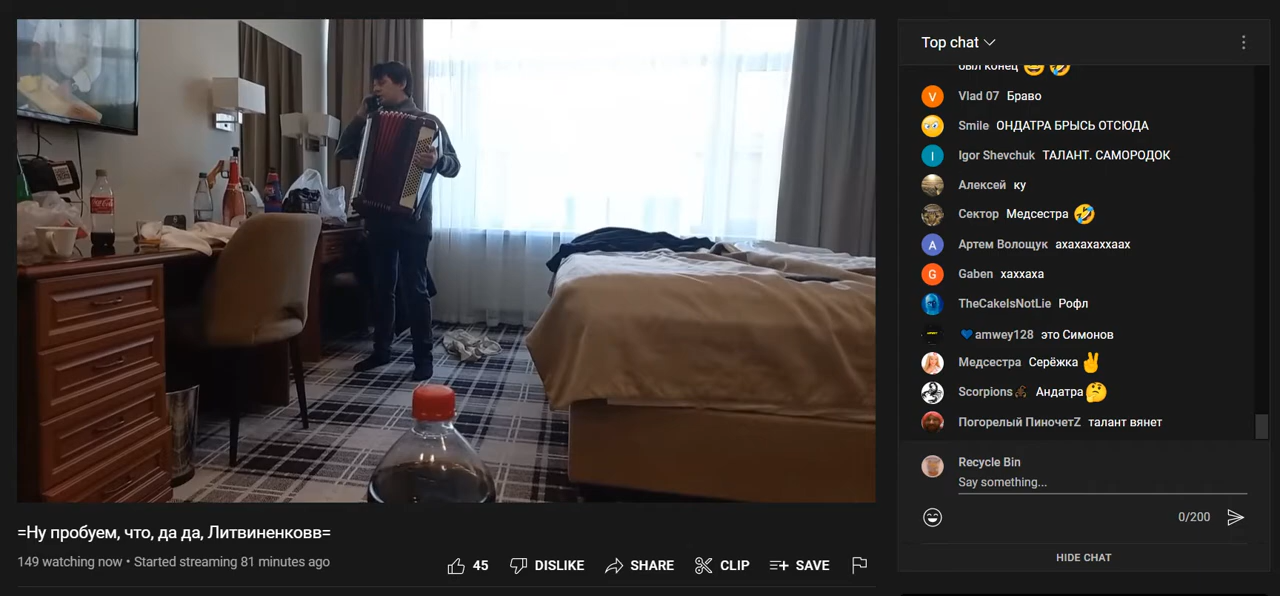 Top chat
был конец
Vlad 07 Браво
Smile ОНДАТРА БРЫСЬ ОТСЮДА
Igor Shevchuk ТАЛАНТ. САМОРОДОК
Алексей ку
Сектор Медсестра
Артем Волощук ахахахаххаах
Gaben хаххаха
TheCakeIsNotLie Рофл
amwey128 это Симонов
Медсестра Серёжка
Scorpions Андатра
Погорелый ПиночетZ талант вянет
Recycle Bin
Say something...
0/200
HIDE CHAT
=Ну пробуем, что, да да, Литвиненковв=
149 watching now • Started streaming 81 minutes ago
45 DISLIKE SHARE CLIP SAVE